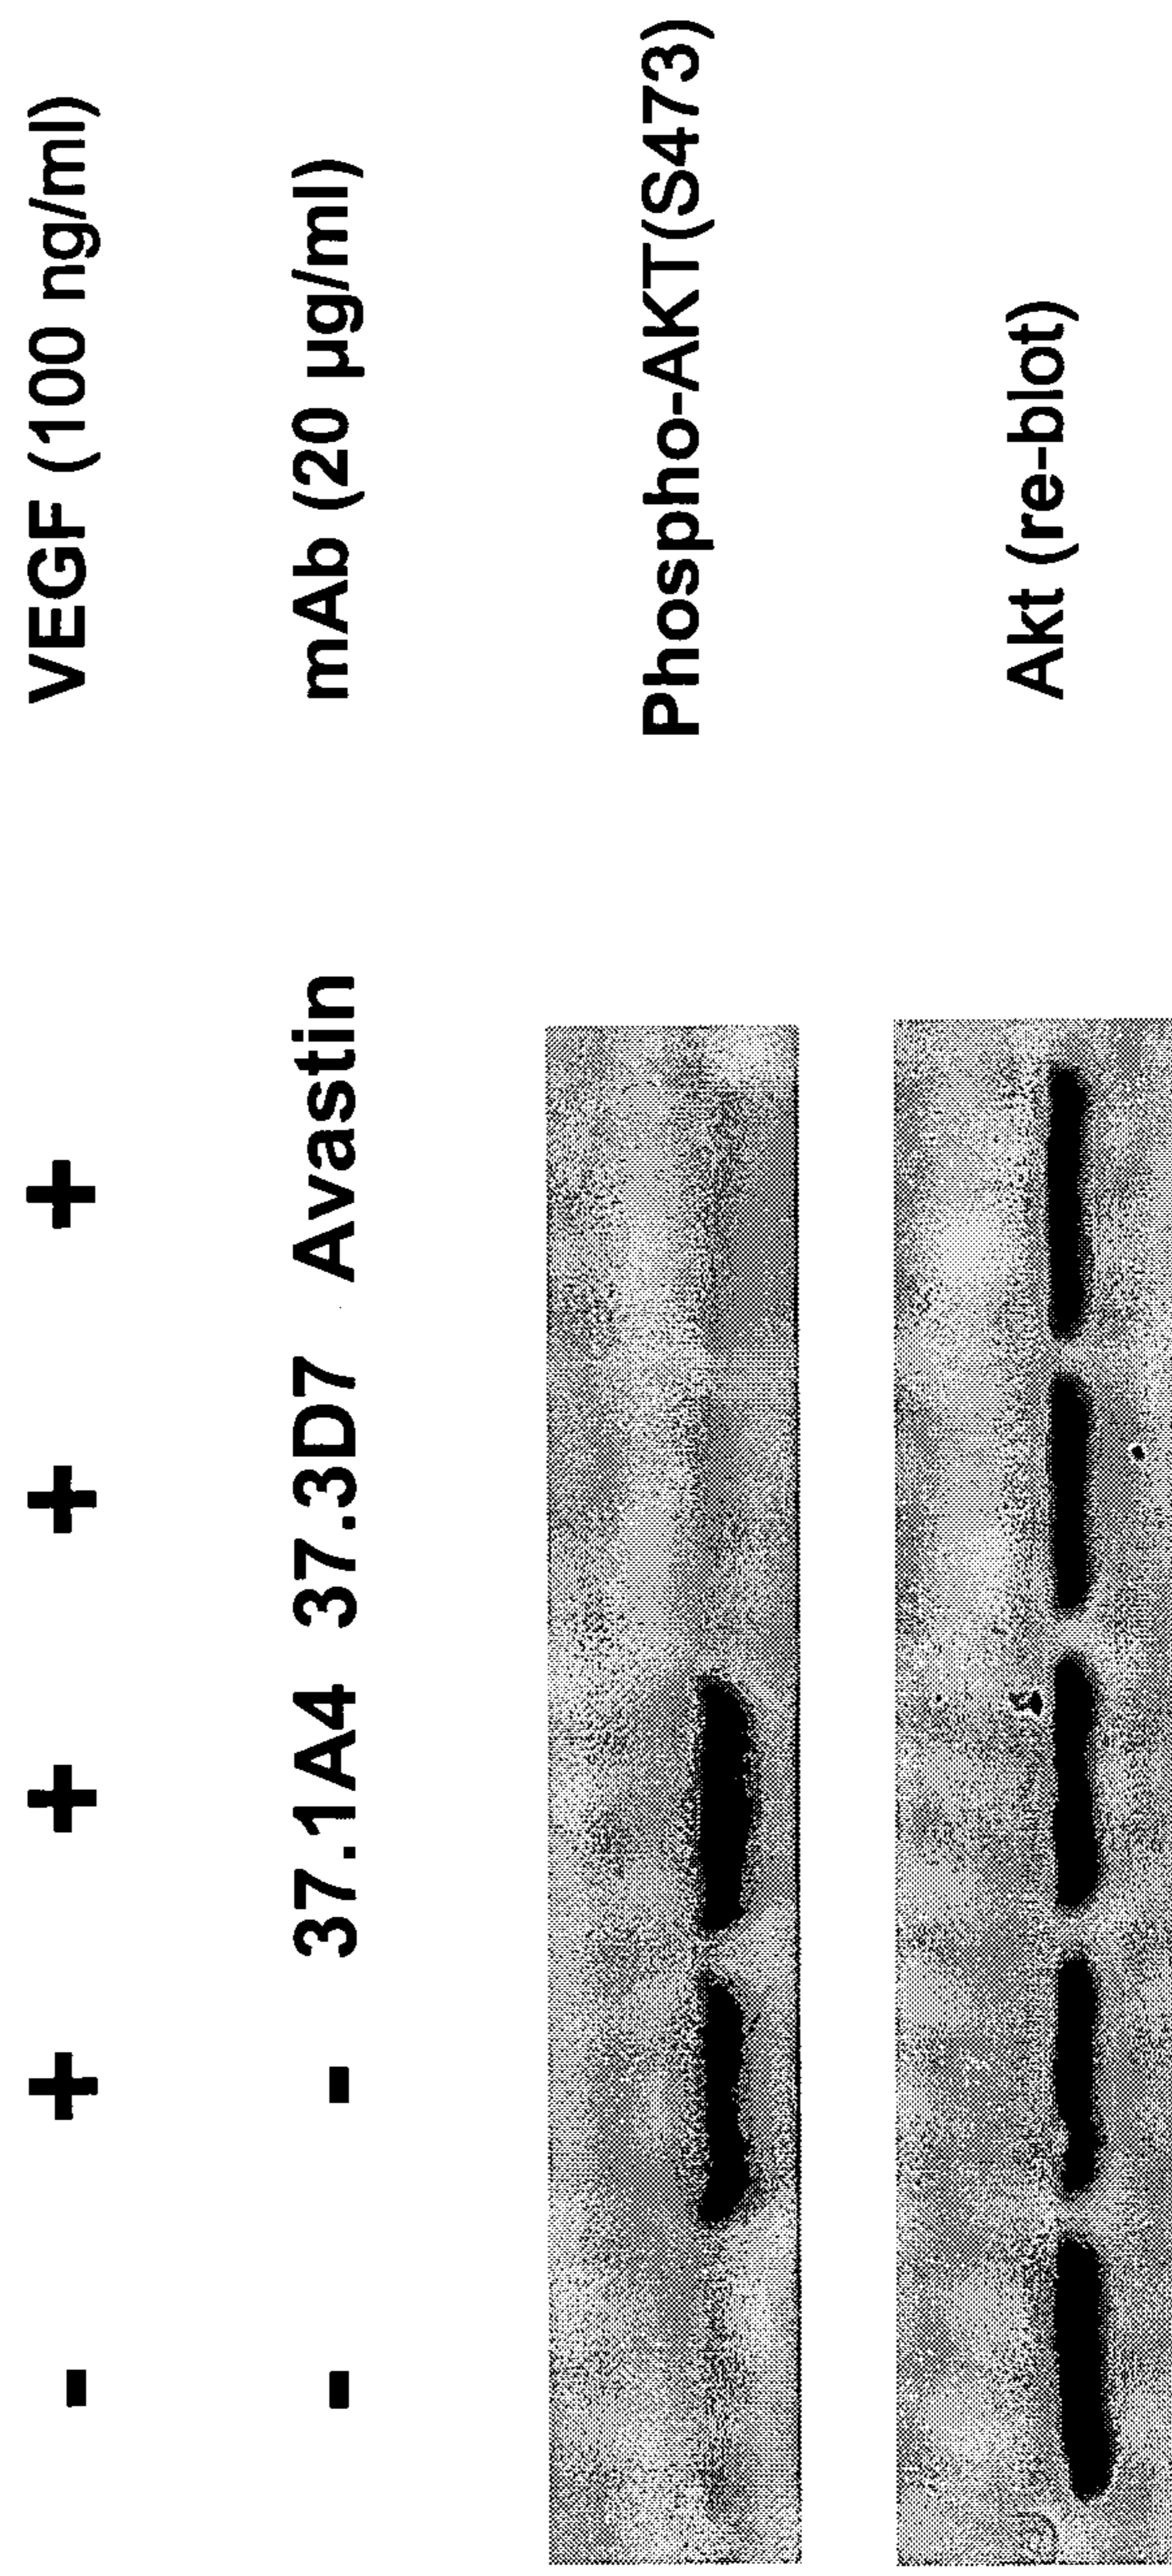 - + + + + VEGF (100 ng/ml)
- - 37.1A4 37.3D7 Avastin mAb (20 µg/ml)
Phospho-AKT(S473)
Akt (re-blot)